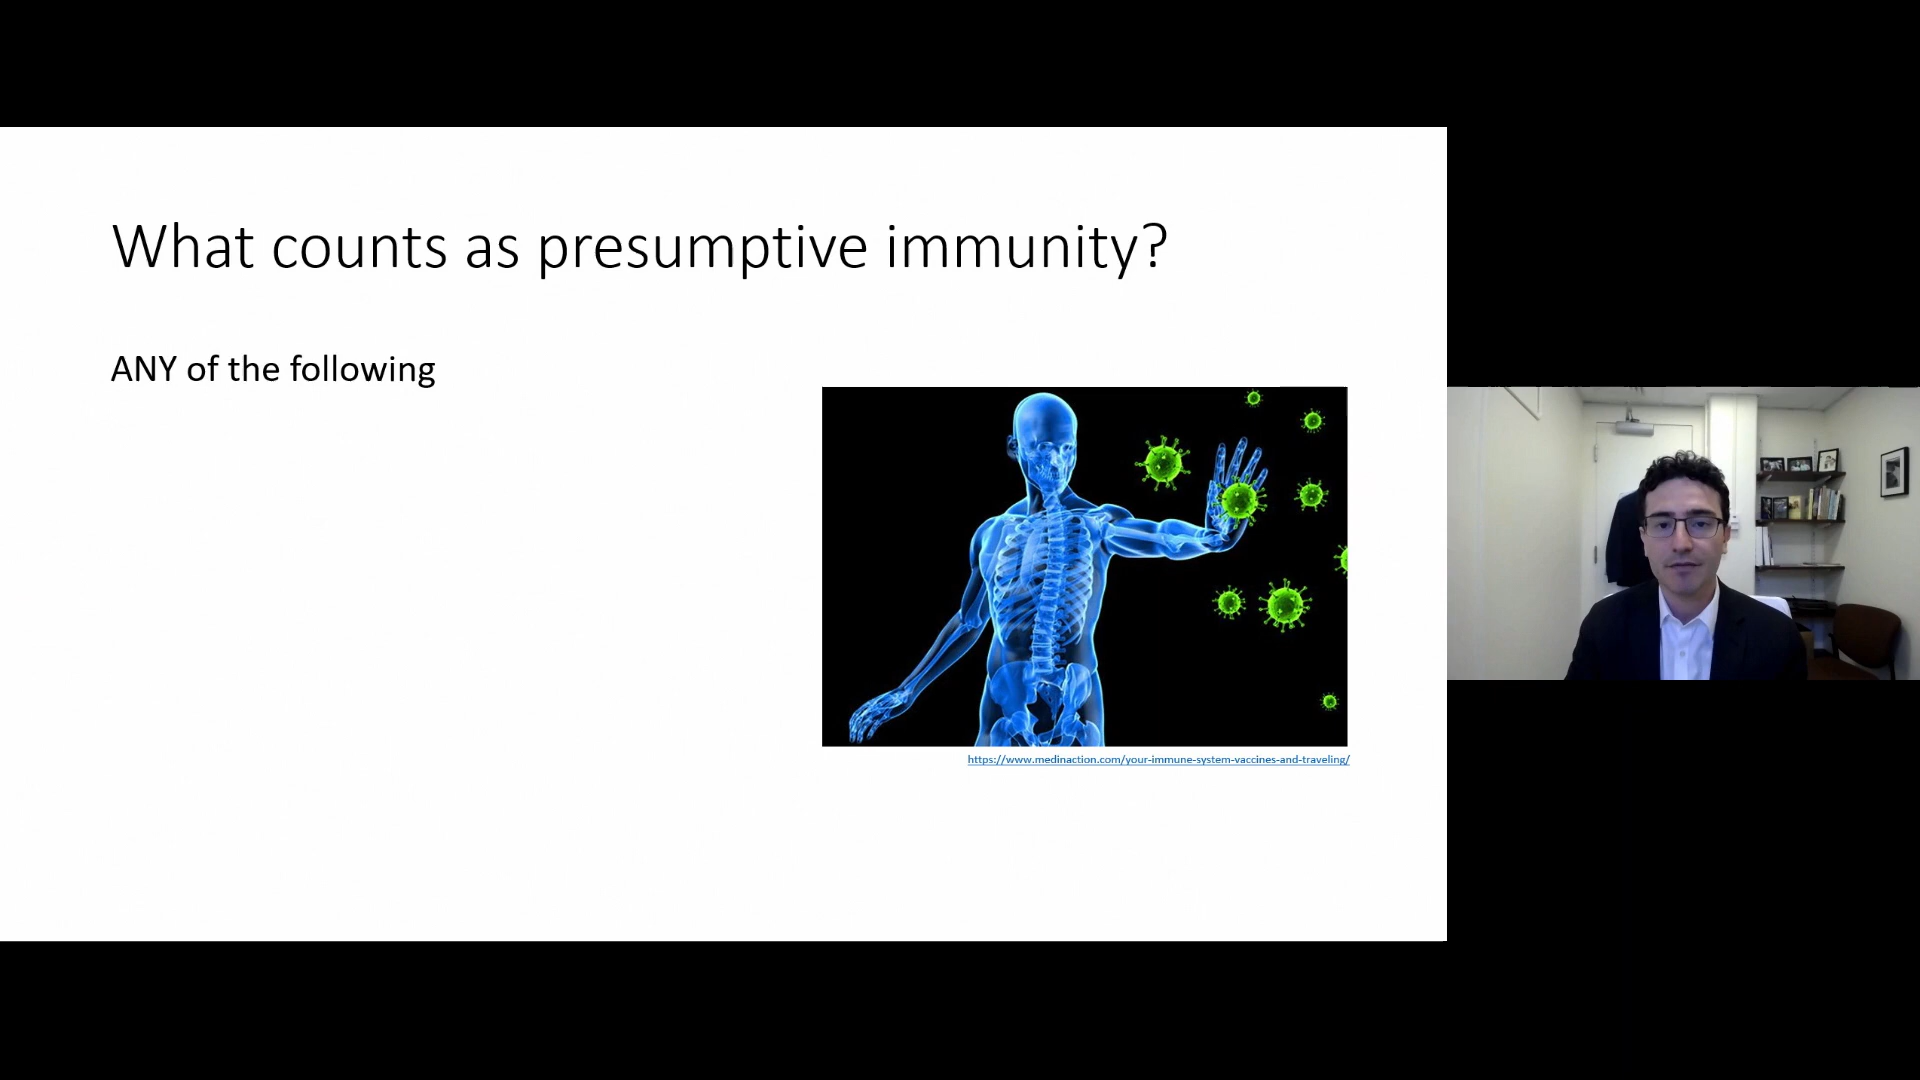 What counts as presumptive immunity?
ANY of the following
https://www.medinaction.com/your-immune-system-vaccines-and-traveling/